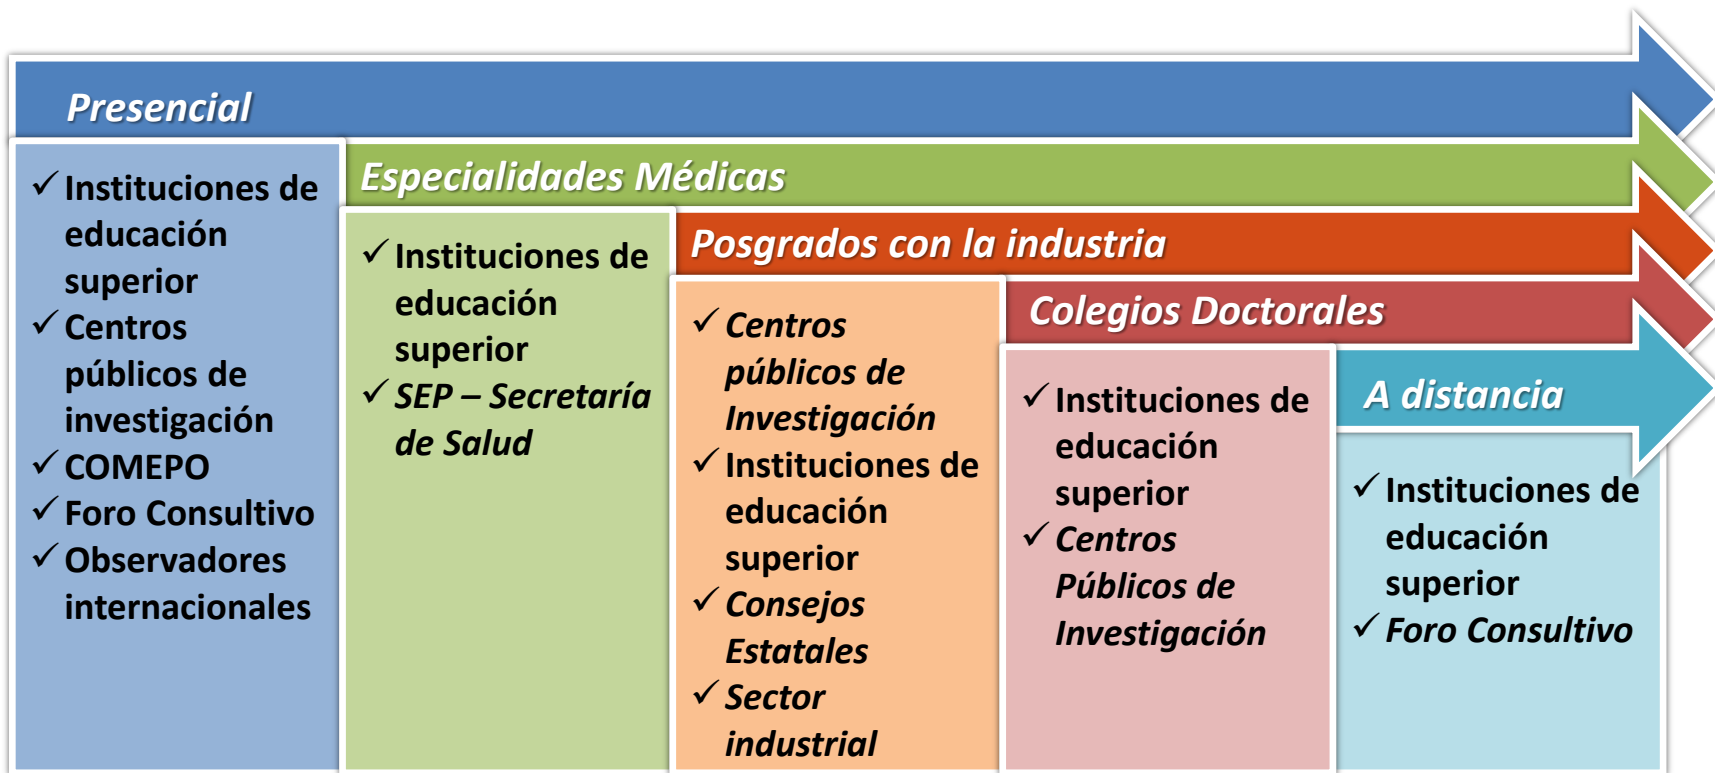 Presencial
✓ Instituciones de
educación
superior
✓ Centros
públicos de
investigación
✓ COMEPO
✓ Foro Consultivo
✓ Observadores
internacionales
Especialidades Médicas
✓ Instituciones de
educación
superior
✓ SEP – Secretaría
de Salud
Posgrados con la industria
✓ Centros
públicos de
Investigación
✓ Instituciones de
educación
superior
✓ Consejos
Estatales
✓ Sector
industrial
Colegios Doctorales
✓ Instituciones de
educación
superior
✓ Centros
Públicos de
Investigación
A distancia
✓ Instituciones de
educación
superior
✓ Foro Consultivo